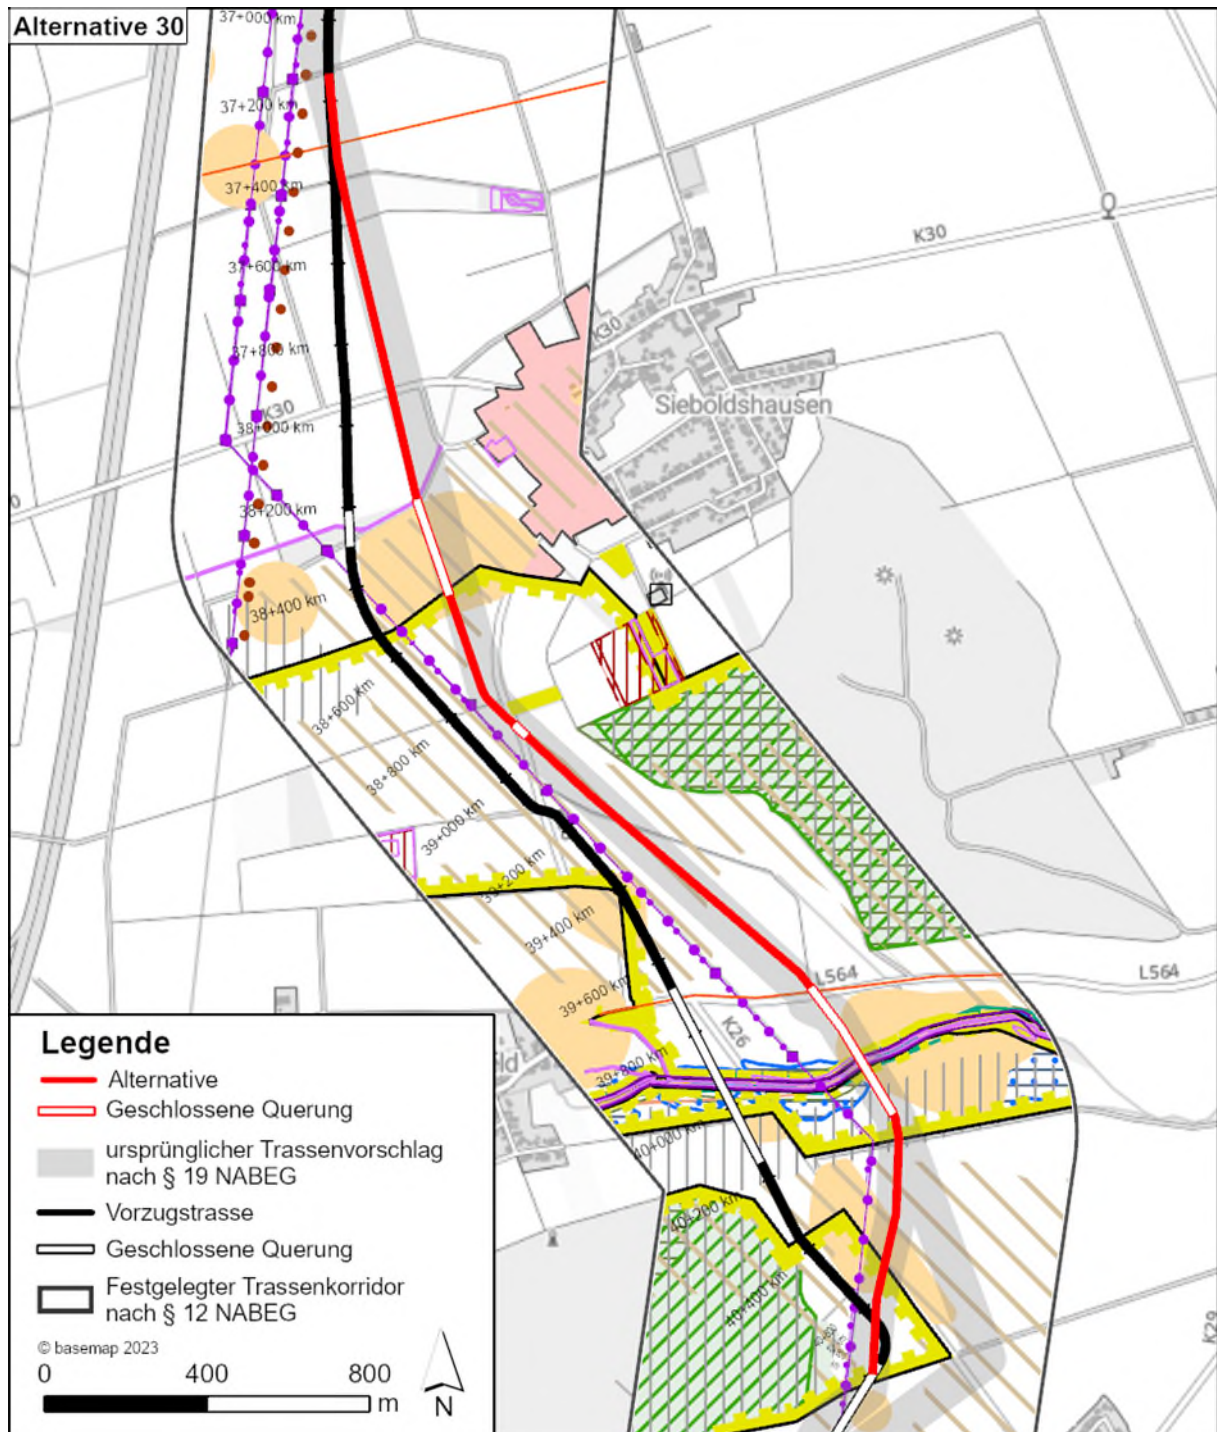 Alternative 30
37+000 km
37+200 km
37+400 km
K30
37+600 km
K30
37+800 km
Sieboldshausen
K30
38+000 km
38+200 km
38+400 km
38+600 km
38+800 km
39+000 km
39+200 km
39+400 km
L564
L564
39+600 km
K26
39+800 km
40+000 km
40+200 km
40+400 km
K29
Legende
Alternative
Geschlossene Querung
ursprünglicher Trassenvorschlag
nach § 19 NABEG
Vorzugstrasse
Geschlossene Querung
Festgelegter Trassenkorridor
nach § 12 NABEG
© basemap 2023
0 400 800
m
N